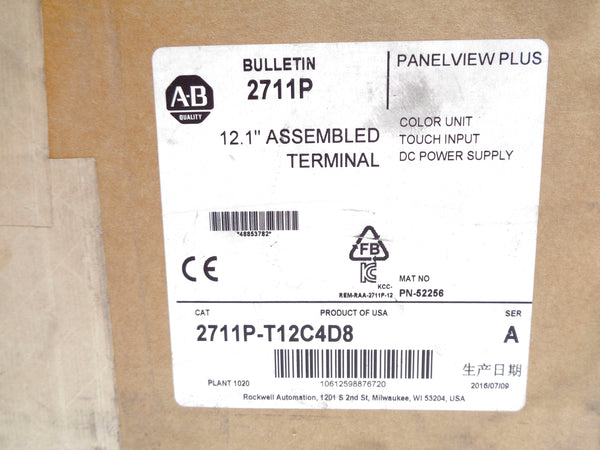 A-B
QUALITY
BULLETIN
2711P
12.1" ASSEMBLED
TERMINAL
PANELVIEW PLUS
COLOR UNIT
TOUCH INPUT
DC POWER SUPPLY
*48853782*
CE
FB
KCC-
REM-RAA-2711P-12
MAT NO
PN-52256
CAT
PRODUCT OF USA
SER
2711P-T12C4D8
A
生产日期
PLANT 1020
10612598876720
2016/07/09
Rockwell Automation, 1201 S 2nd St, Milwaukee, WI 53204, USA